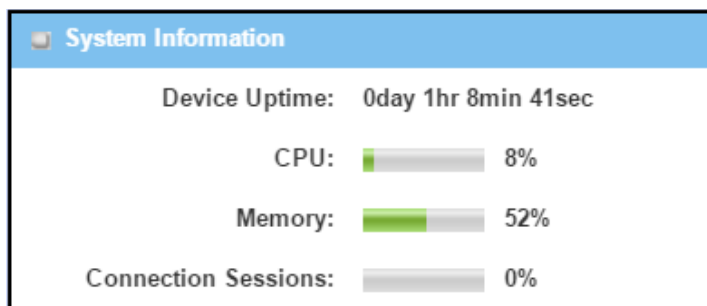 System Information
Device Uptime: 0day 1hr 8min 41sec
CPU: 8%
Memory: 52%
Connection Sessions: 0%